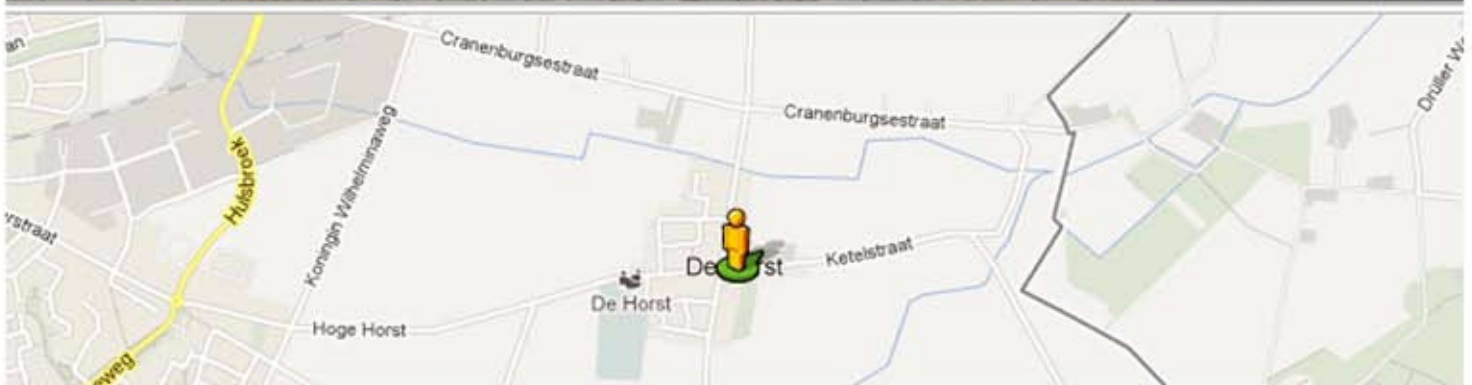 Cranenburgsestraat
Cranenburgsestraat
Koningin Wilhelminaweg
Hulsbroek
Ketelstraat
De Horst
Hoge Horst